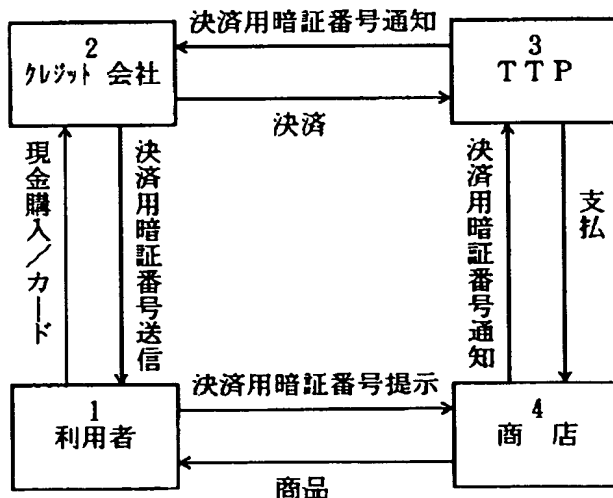 決済用暗証番号通知
2
クレジット 会社
3
TTP
決済
現金購入／カード
決済用暗証番号送信
決済用暗証番号通知
支払
決済用暗証番号提示
1
利用者
4
商 店
商品